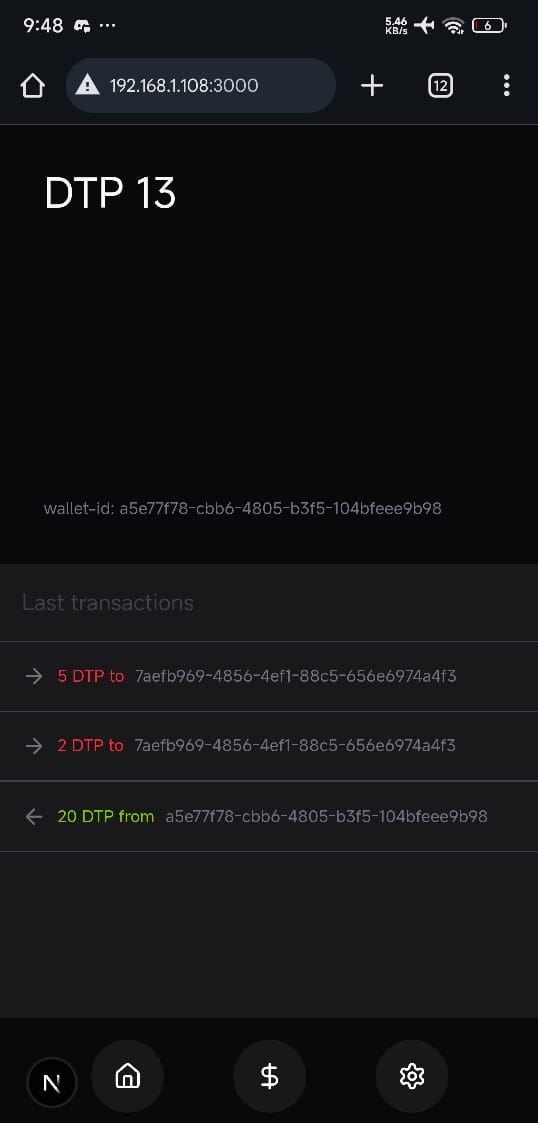 9:48
5.46
KB/s
6
192.168.1.108:3000
12
DTP 13
wallet-id: a5e77f78-cbb6-4805-b3f5-104bfeee9b98
Last transactions
5 DTP to 7aefb969-4856-4ef1-88c5-656e6974a4f3
2 DTP to 7aefb969-4856-4ef1-88c5-656e6974a4f3
20 DTP from a5e77f78-cbb6-4805-b3f5-104bfeee9b98
N
$